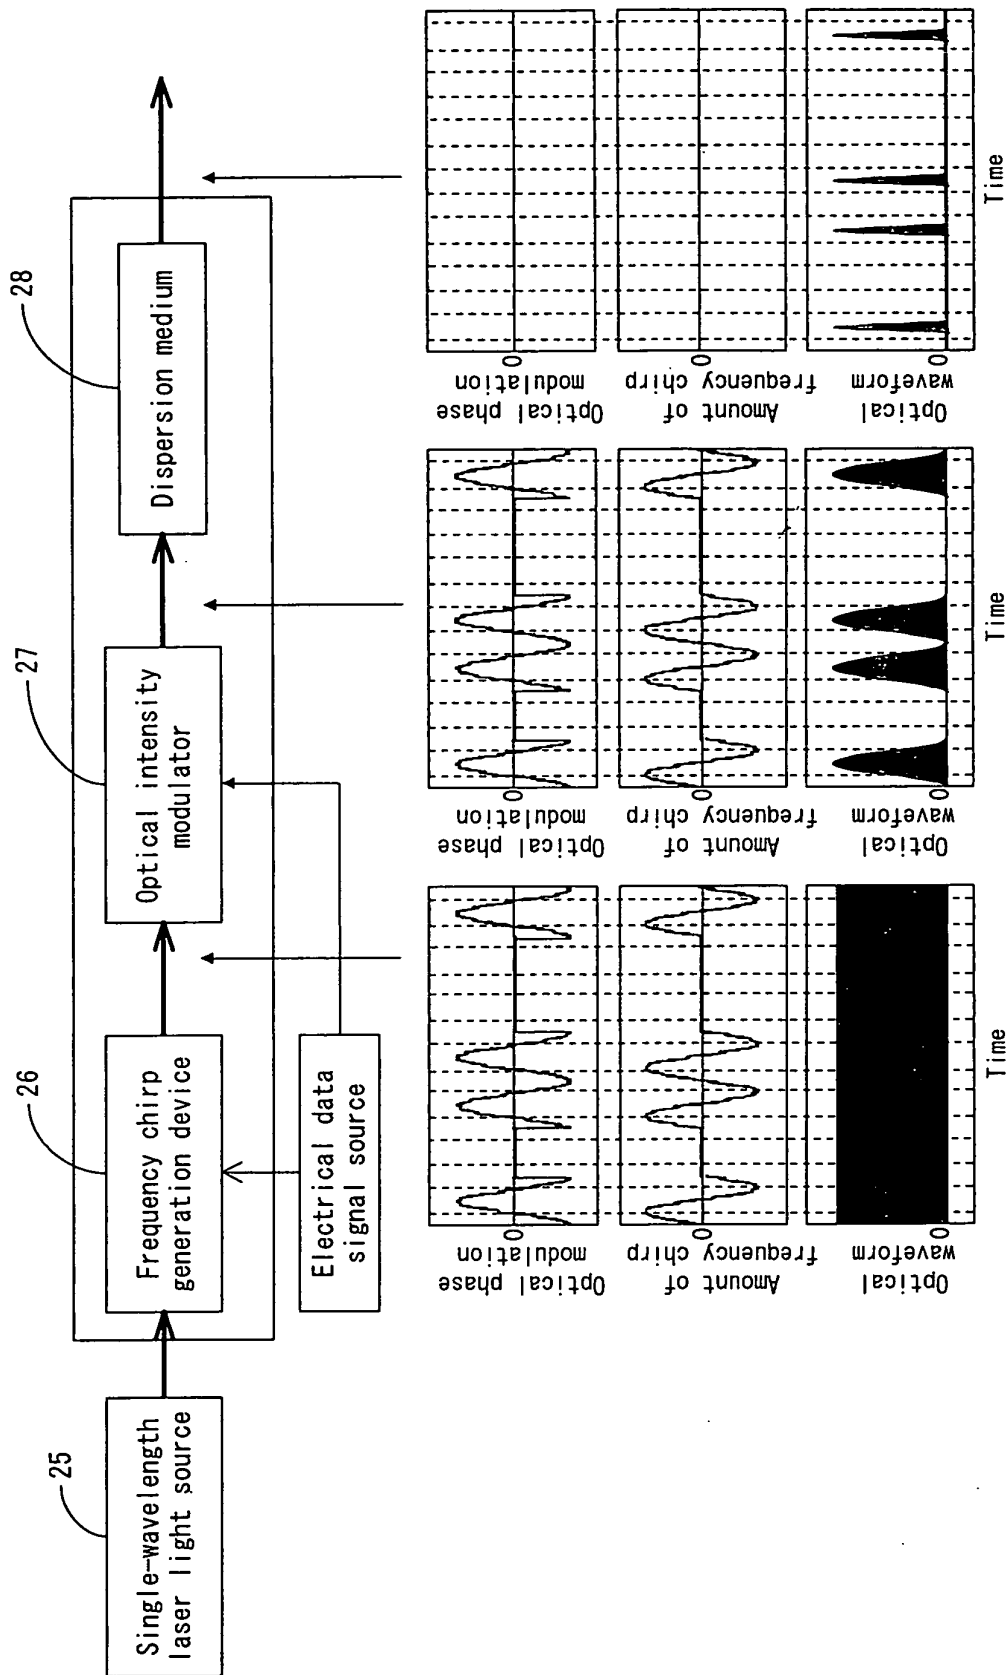 25
Single-wavelength
laser light source
26
Frequency chirp
generation device
27
Optical intensity
modulator
28
Dispersion medium
Electrical data
signal source
Optical phase
modulation
0
Amount of
frequency chirp
0
Optical
waveform
0
Time
Optical phase
modulation
0
Amount of
frequency chirp
0
Optical
waveform
0
Time
Optical phase
modulation
0
Amount of
frequency chirp
0
Optical
waveform
0
Time